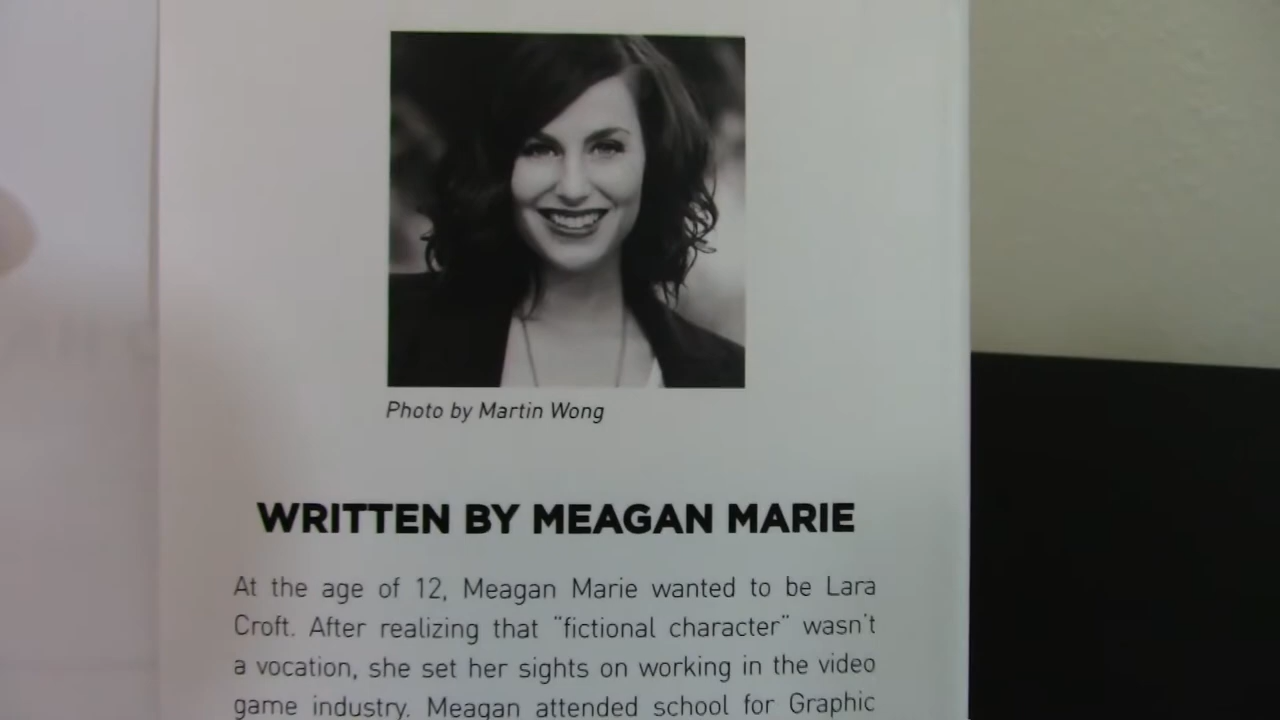 Photo by Martin Wong
WRITTEN BY MEAGAN MARIE
At the age of 12, Meagan Marie wanted to be Lara
Croft. After realizing that "fictional character" wasn't
a vocation, she set her sights on working in the video
game industry. Meagan attended school for Graphic